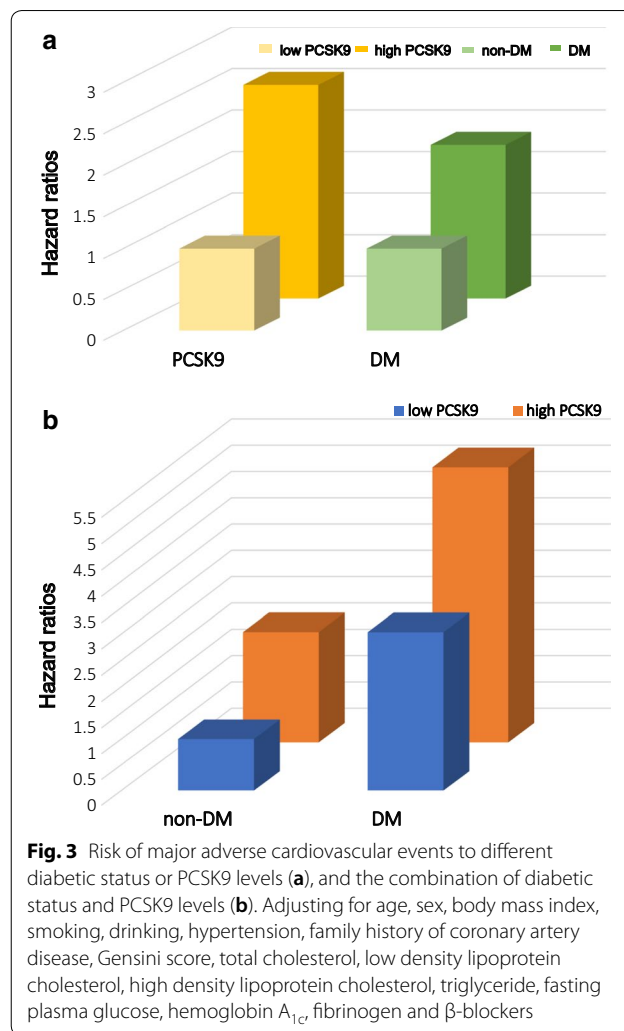 a
low PCSK9 high PCSK9 non-DM DM
Hazard ratios
3
2.5
2
1.5
1
0.5
0
PCSK9 DM
b
low PCSK9 high PCSK9
Hazard ratios
5.5
5
4.5
4
3.5
3
2.5
2
1.5
1
0.5
0
non-DM DM
Fig. 3 Risk of major adverse cardiovascular events to different
diabetic status or PCSK9 levels (a), and the combination of diabetic
status and PCSK9 levels (b). Adjusting for age, sex, body mass index,
smoking, drinking, hypertension, family history of coronary artery
disease, Gensini score, total cholesterol, low density lipoprotein
cholesterol, high density lipoprotein cholesterol, triglyceride, fasting
plasma glucose, hemoglobin A1c, fibrinogen and β-blockers